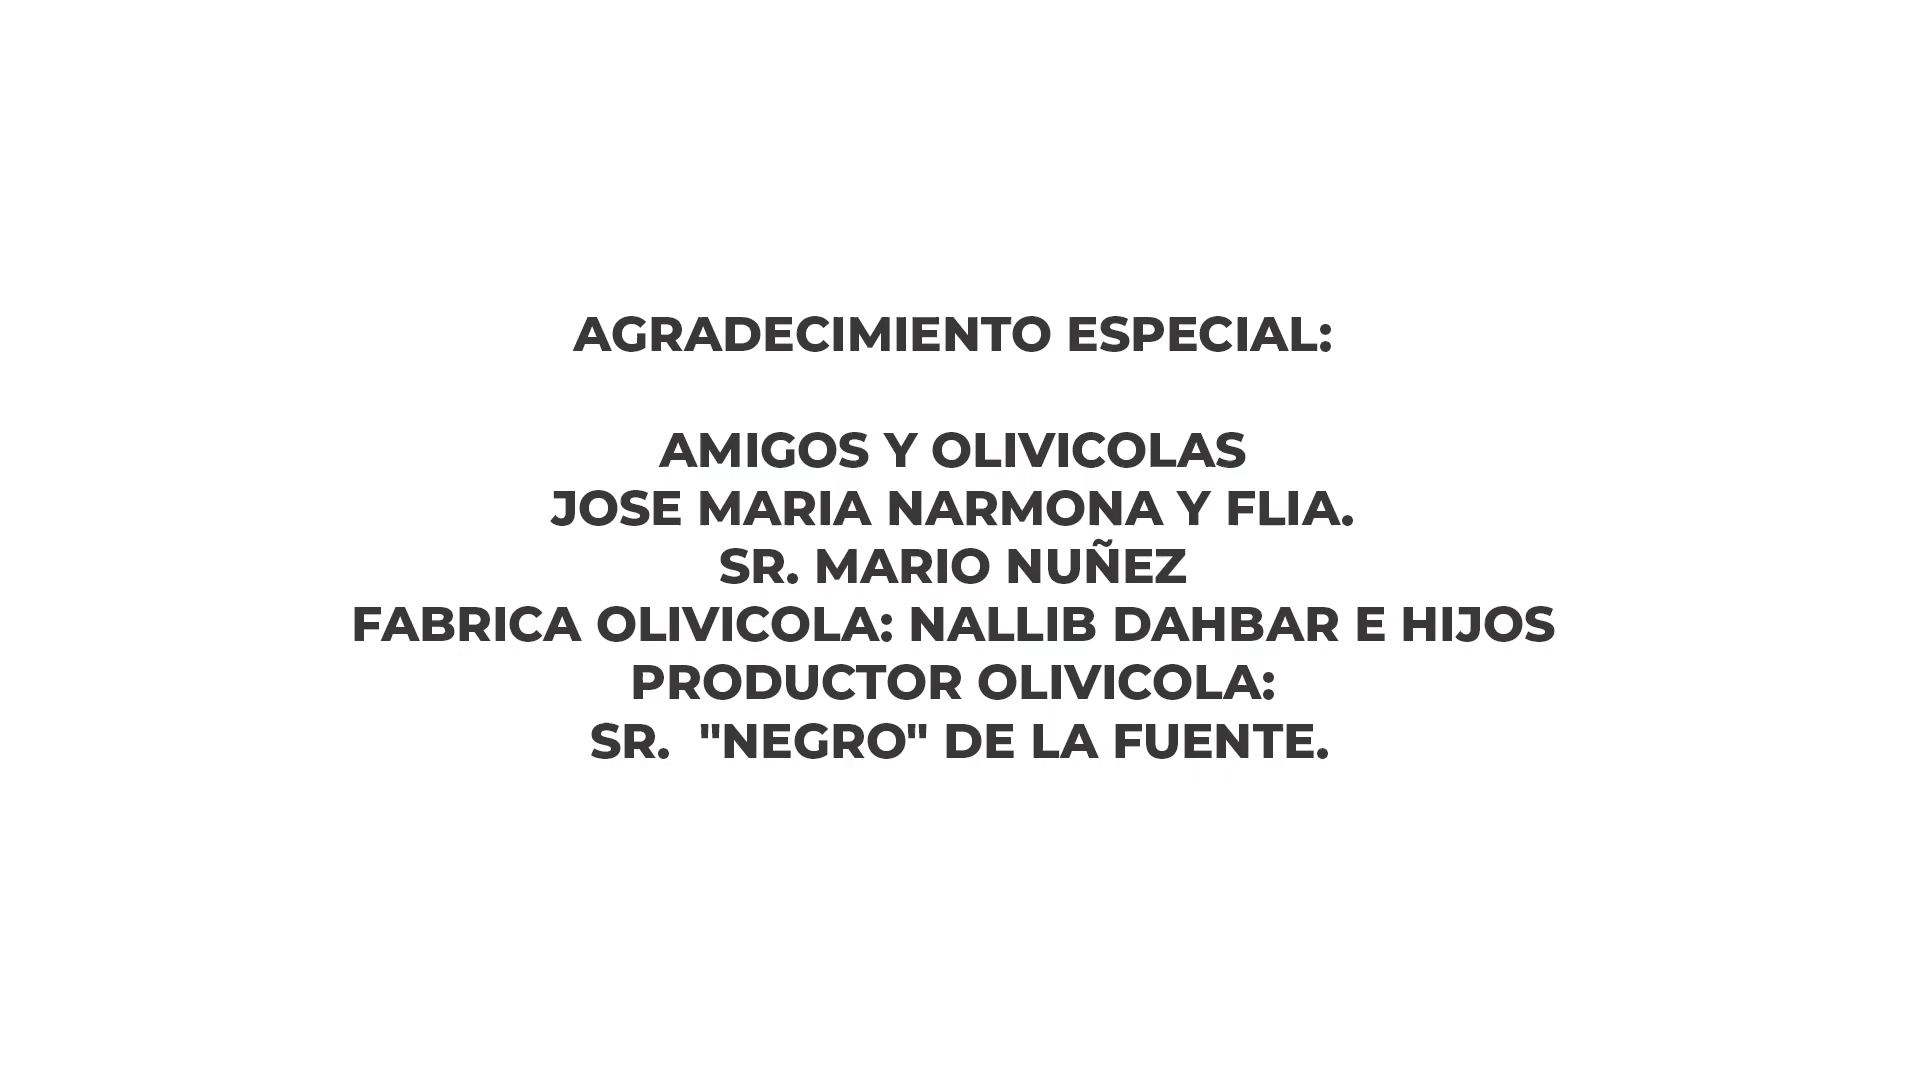 AGRADECIMIENTO ESPECIAL:
AMIGOS Y OLIVICOLAS
JOSE MARIA NARMONA Y FLIA.
SR. MARIO NUÑEZ
FABRICA OLIVICOLA: NALLIB DAHBAR E HIJOS
PRODUCTOR OLIVICOLA:
SR.  "NEGRO" DE LA FUENTE.